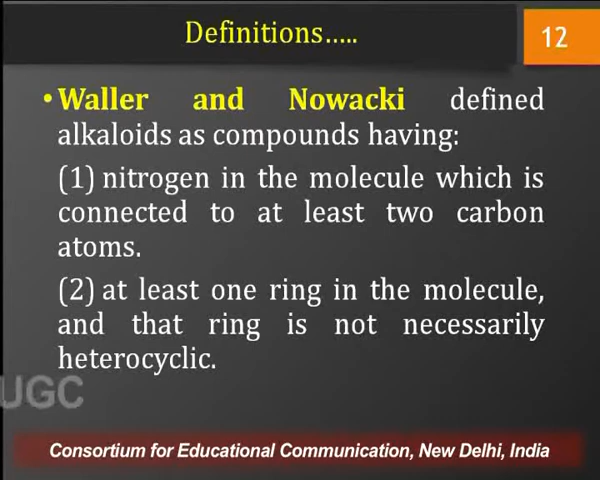 Definitions.....
12
• Waller and Nowacki defined
alkaloids as compounds having:
(1) nitrogen in the molecule which is
connected to at least two carbon
atoms.
(2) at least one ring in the molecule,
and that ring is not necessarily
heterocyclic.
UGC
Consortium for Educational Communication, New Delhi, India